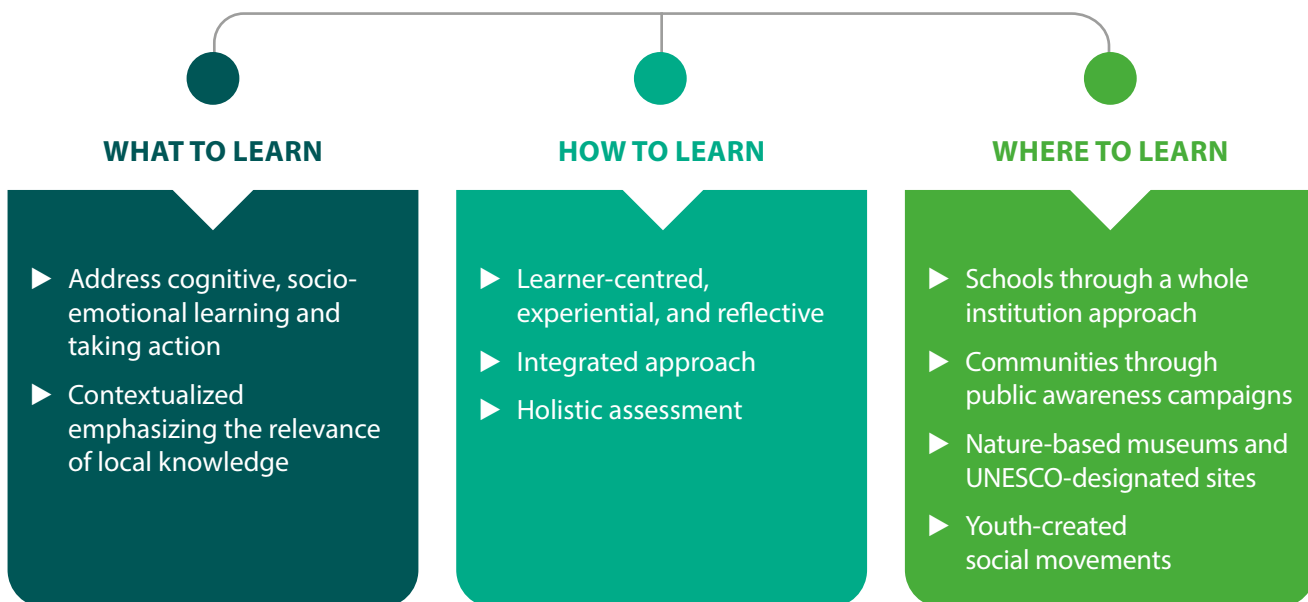 WHAT TO LEARN
▶ Address cognitive, socio-
emotional learning and
taking action
▶ Contextualized
emphasizing the relevance
of local knowledge
HOW TO LEARN
▶ Learner-centred,
experiential, and reflective
▶ Integrated approach
▶ Holistic assessment
WHERE TO LEARN
▶ Schools through a whole
institution approach
▶ Communities through
public awareness campaigns
▶ Nature-based museums and
UNESCO-designated sites
▶ Youth-created
social movements